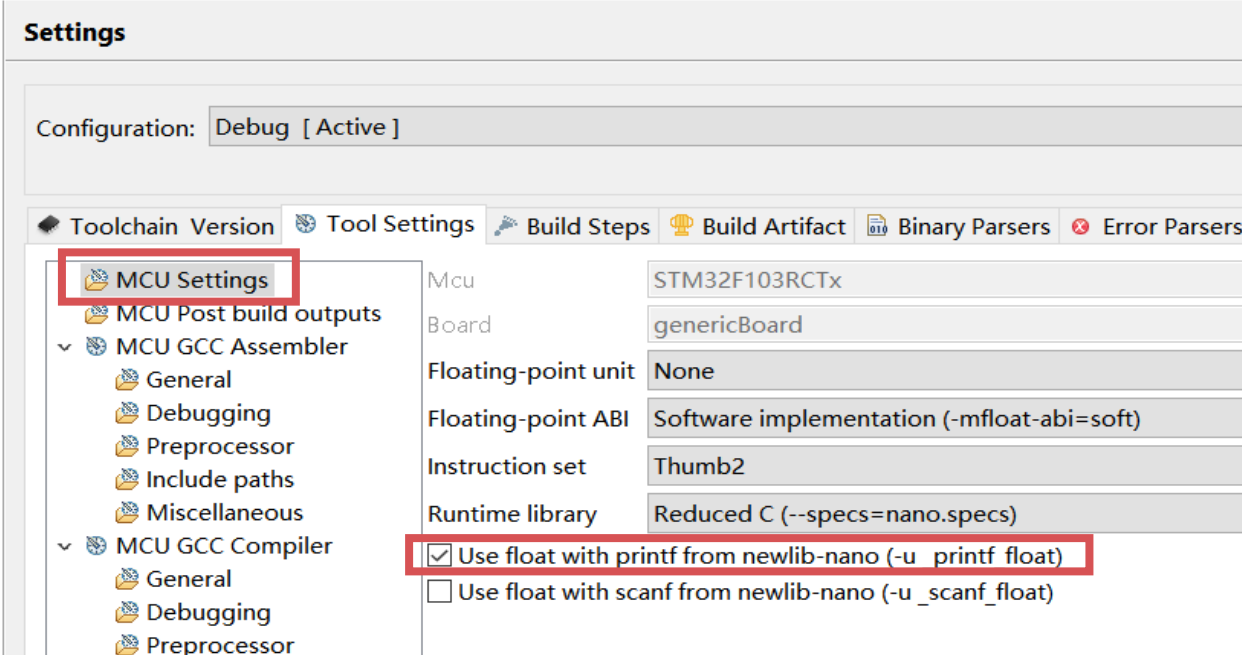 Settings
Configuration: Debug [ Active ]
Toolchain Version Tool Settings Build Steps Build Artifact Binary Parsers Error Parsers
MCU Settings
MCU Post build outputs
MCU GCC Assembler
General
Debugging
Preprocessor
Include paths
Miscellaneous
MCU GCC Compiler
General
Debugging
Preprocessor
Mcu STM32F103RCTx
Board genericBoard
Floating-point unit None
Floating-point ABI Software implementation (-mfloat-abi=soft)
Instruction set Thumb2
Runtime library Reduced C (--specs=nano.specs)
Use float with printf from newlib-nano (-u _printf_float)
Use float with scanf from newlib-nano (-u _scanf_float)